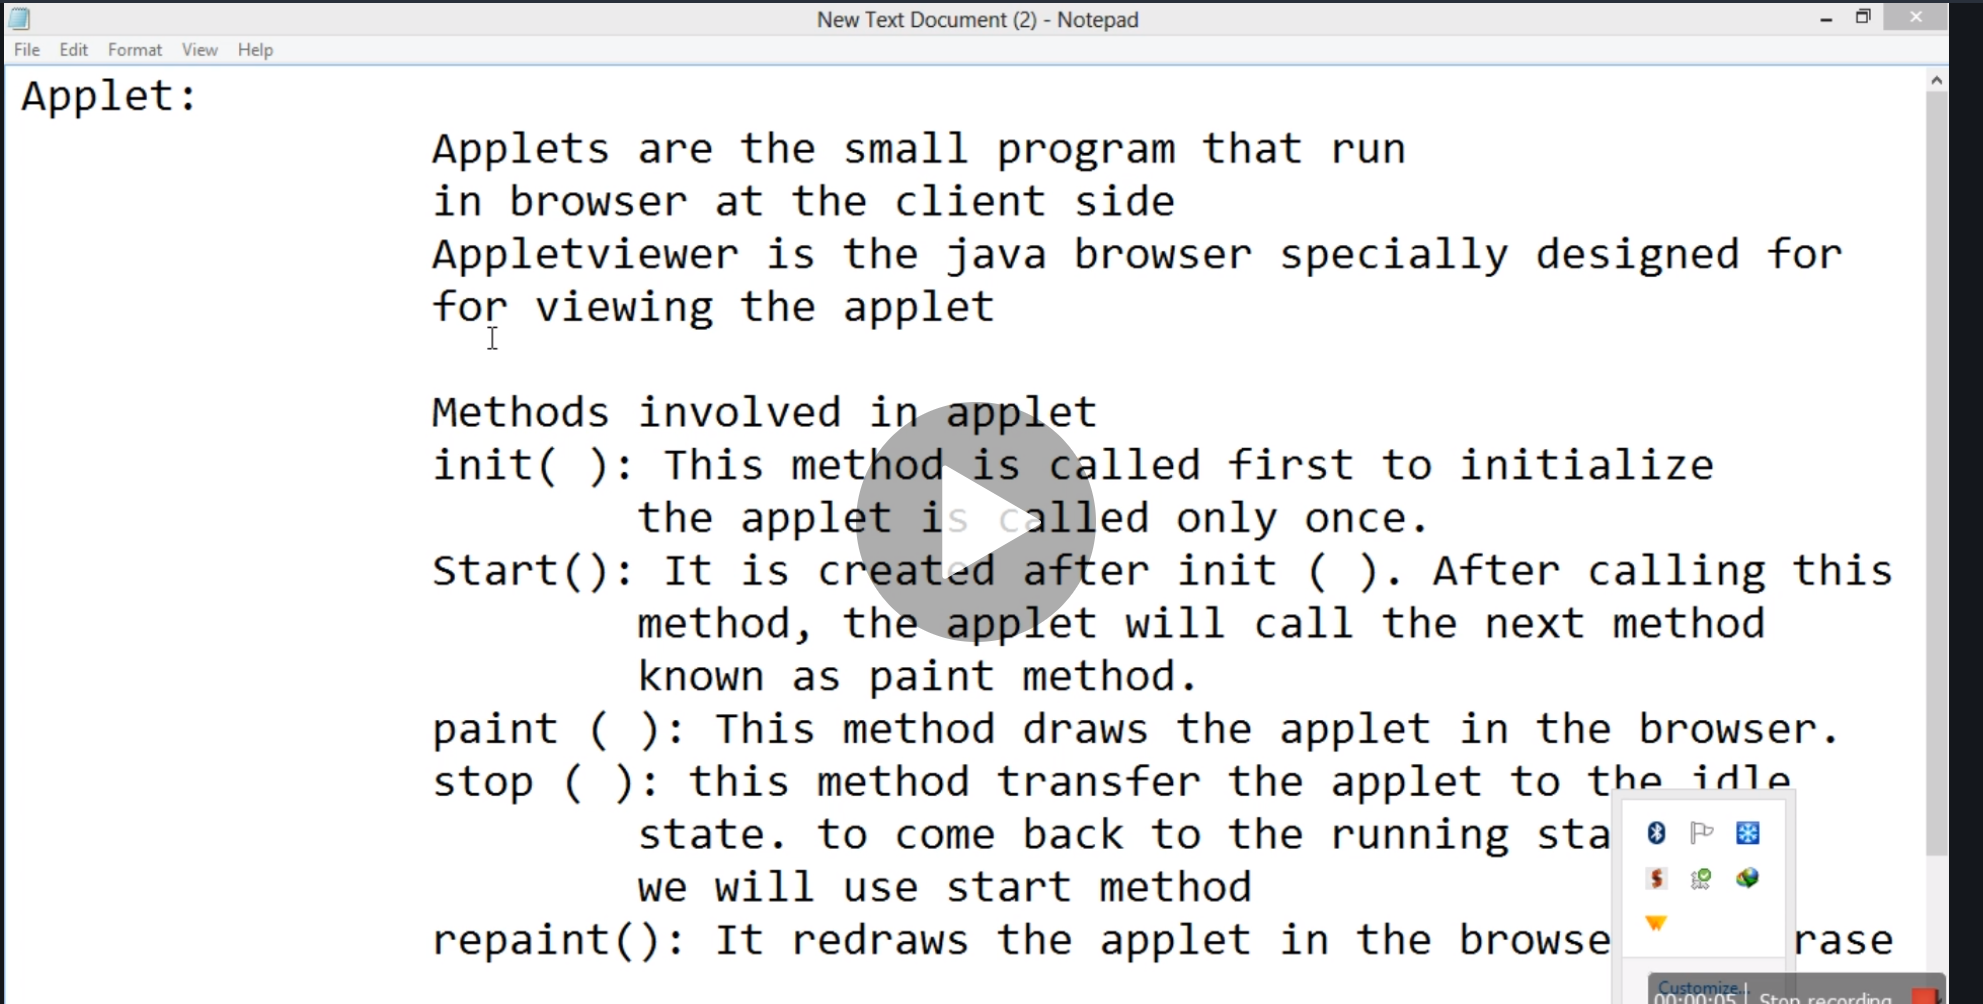 New Text Document (2) - Notepad
File Edit Format View Help
Applet:
Applets are the small program that run
in browser at the client side
Appletviewer is the java browser specially designed for
for viewing the applet
Methods involved in applet
init( ): This method is called first to initialize
the applet is called only once.
Start(): It is created after init ( ). After calling this
method, the applet will call the next method
known as paint method.
paint ( ): This method draws the applet in the browser.
stop ( ): this method transfer the applet to the idle
state. to come back to the running sta
we will use start method
repaint(): It redraws the applet in the browse rase
Customize...
00:00:05 | Stop recording